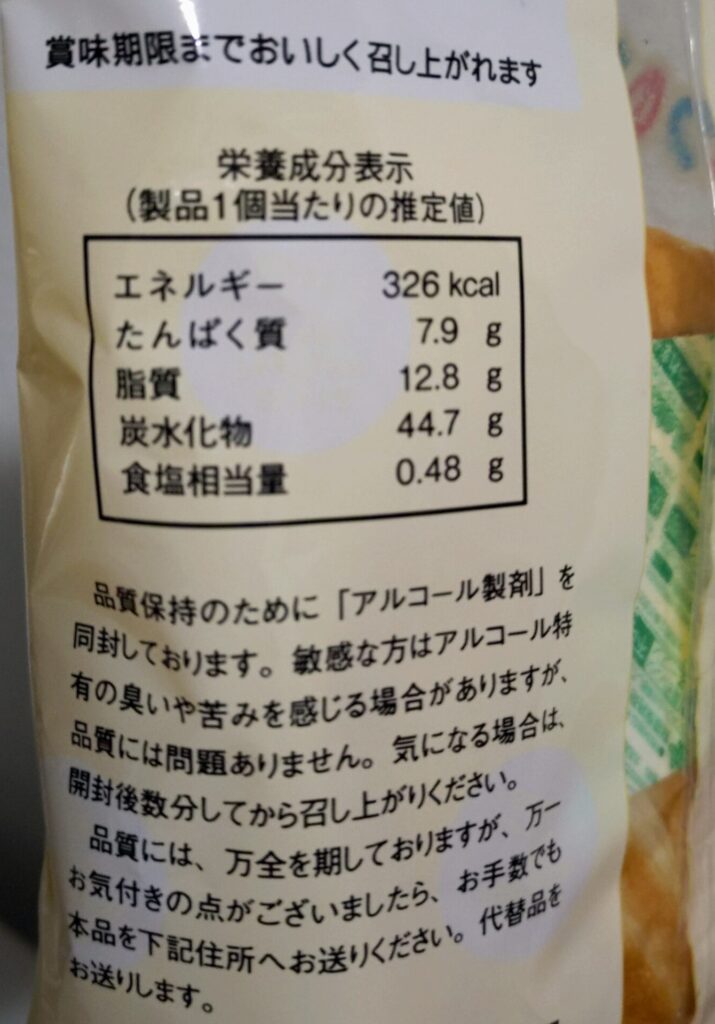 賞味期限までおいしく召し上がれます
栄養成分表示
(製品1個当たりの推定値)
エネルギー 326 kcal
たんぱく質 7.9 g
脂質 12.8 g
炭水化物 44.7 g
食塩相当量 0.48 g
品質保持のために「アルコール製剤」を
同封しております。敏感な方はアルコール特
有の臭いや苦みを感じる場合がありますが、
品質には問題ありません。気になる場合は、
開封後数分してから召し上がりください。
品質には、万全を期しておりますが、万一
お気付きの点がございましたら、お手数でも
本品を下記住所へお送りください。代替品を
お送りします。